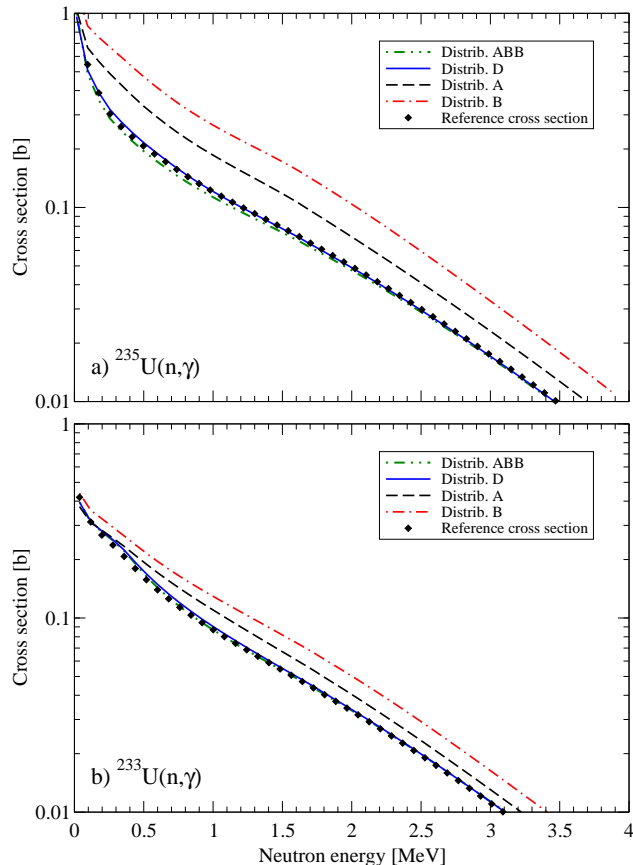 1
0.1
0.01
Cross section [b]
Distrib. ABB
Distrib. D
Distrib. A
Distrib. B
Reference cross section
a) ²³⁵U(n,γ)
1
0.1
0.01
Cross section [b]
Distrib. ABB
Distrib. D
Distrib. A
Distrib. B
Reference cross section
b) ²³³U(n,γ)
0 0.5 1 1.5 2 2.5 3 3.5 4
Neutron energy [MeV]